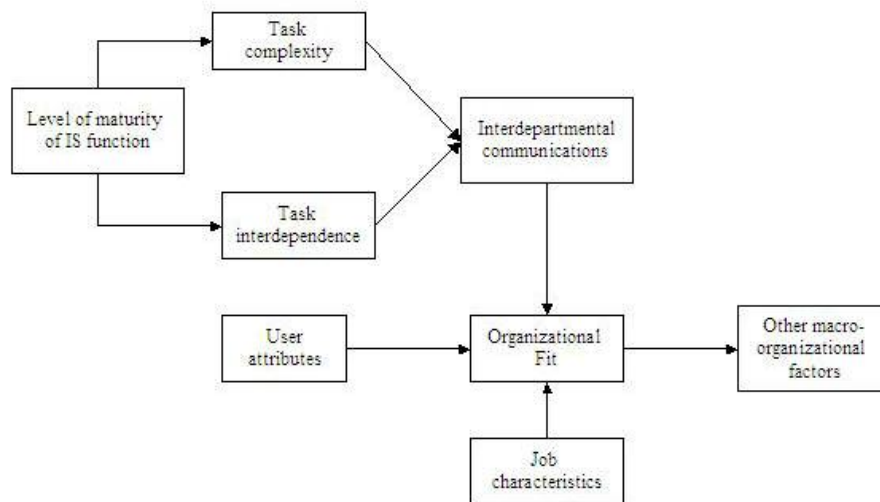 Task
complexity
Level of maturity
of IS function
Interdepartmental
communications
Task
interdependence
User
attributes
Organizational
Fit
Other macro-
organizational
factors
Job
characteristics